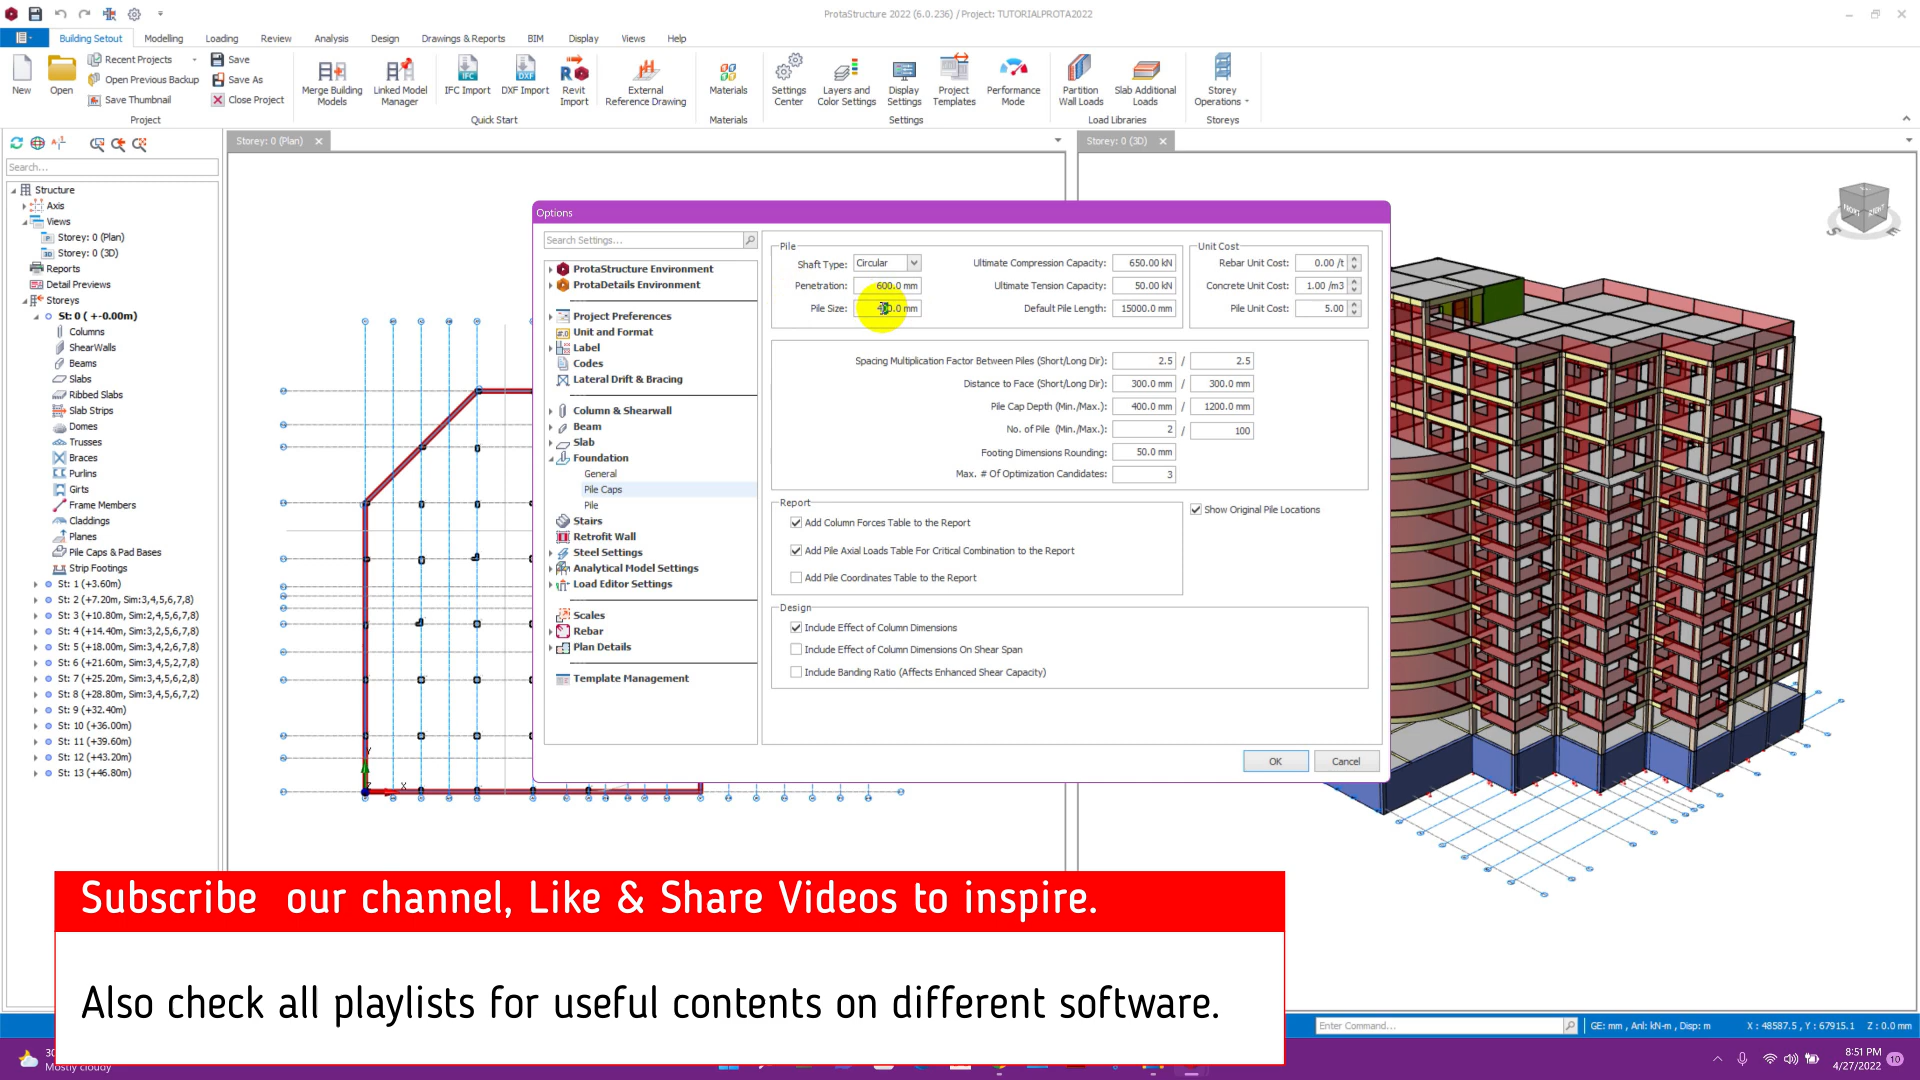 ProtaStructure 2022 (6.0.236) / Project: TUTORIALPROTA2022
Building Setout Modelling Loading Review Analysis Design Drawings & Reports BIM Display Views Help
New
Open
Recent Projects
Open Previous Backup
Save Thumbnail
Save
Save As
Close Project
Project
Merge Building Models
Linked Model Manager
IFC Import
DXF Import
Revit Import
External Reference Drawing
Quick Start
Materials
Materials
Settings Center
Layers and Color Settings
Display Settings
Project Templates
Performance Mode
Settings
Partition Wall Loads
Slab Additional Loads
Load Libraries
Storey Operations
Storeys
Search...
Structure
Axis
Views
Storey: 0 (Plan)
Storey: 0 (3D)
Reports
Detail Previews
Storeys
St: 0 ( +-0.00m)
Columns
ShearWalls
Beams
Slabs
Ribbed Slabs
Slab Strips
Domes
Trusses
Braces
Purlins
Girts
Frame Members
Claddings
Planes
Pile Caps & Pad Bases
Strip Footings
St: 1 (+3.60m)
St: 2 (+7.20m, Sim:3,4,5,6,7,8)
St: 3 (+10.80m, Sim:2,4,5,6,7,8)
St: 4 (+14.40m, Sim:3,2,5,6,7,8)
St: 5 (+18.00m, Sim:3,4,2,6,7,8)
St: 6 (+21.60m, Sim:3,4,5,2,7,8)
St: 7 (+25.20m, Sim:3,4,5,6,2,8)
St: 8 (+28.80m, Sim:3,4,5,6,7,2)
St: 9 (+32.40m)
St: 10 (+36.00m)
St: 11 (+39.60m)
St: 12 (+43.20m)
St: 13 (+46.80m)
Storey: 0 (Plan)
Y
X
Storey: 0 (3D)
Options
Search Settings...
ProtaStructure Environment
ProtaDetails Environment
Project Preferences
Unit and Format
Label
Codes
Lateral Drift & Bracing
Column & Shearwall
Beam
Slab
Foundation
General
Pile Caps
Pile
Stairs
Retrofit Wall
Steel Settings
Analytical Model Settings
Load Editor Settings
Scales
Rebar
Plan Details
Template Management
Pile
Shaft Type: Circular
Penetration: 600.0 mm
Pile Size: mm
Ultimate Compression Capacity: 650.00 kN
Ultimate Tension Capacity: 50.00 kN
Default Pile Length: 15000.0 mm
Unit Cost
Rebar Unit Cost: 0.00 /t
Concrete Unit Cost: 1.00 /m3
Pile Unit Cost: 5.00
Spacing Multiplication Factor Between Piles (Short/Long Dir): 2.5 / 2.5
Distance to Face (Short/Long Dir): 300.0 mm / 300.0 mm
Pile Cap Depth (Min./Max.): 400.0 mm / 1200.0 mm
No. of Pile (Min./Max.): 2 / 100
Footing Dimensions Rounding: 50.0 mm
Max. # Of Optimization Candidates: 3
Report
Add Column Forces Table to the Report
Add Pile Axial Loads Table For Critical Combination to the Report
Add Pile Coordinates Table to the Report
Show Original Pile Locations
Design
Include Effect of Column Dimensions
Include Effect of Column Dimensions On Shear Span
Include Banding Ratio (Affects Enhanced Shear Capacity)
OK Cancel
Subscribe our channel, Like & Share Videos to inspire.
Also check all playlists for useful contents on different software.
Enter Command...
GE: mm , Anl: kN-m , Disp: m X : 48587.5 , Y : 67915.1 Z : 0.0 mm
Mostly cloudy
8:51 PM
4/27/2022
10